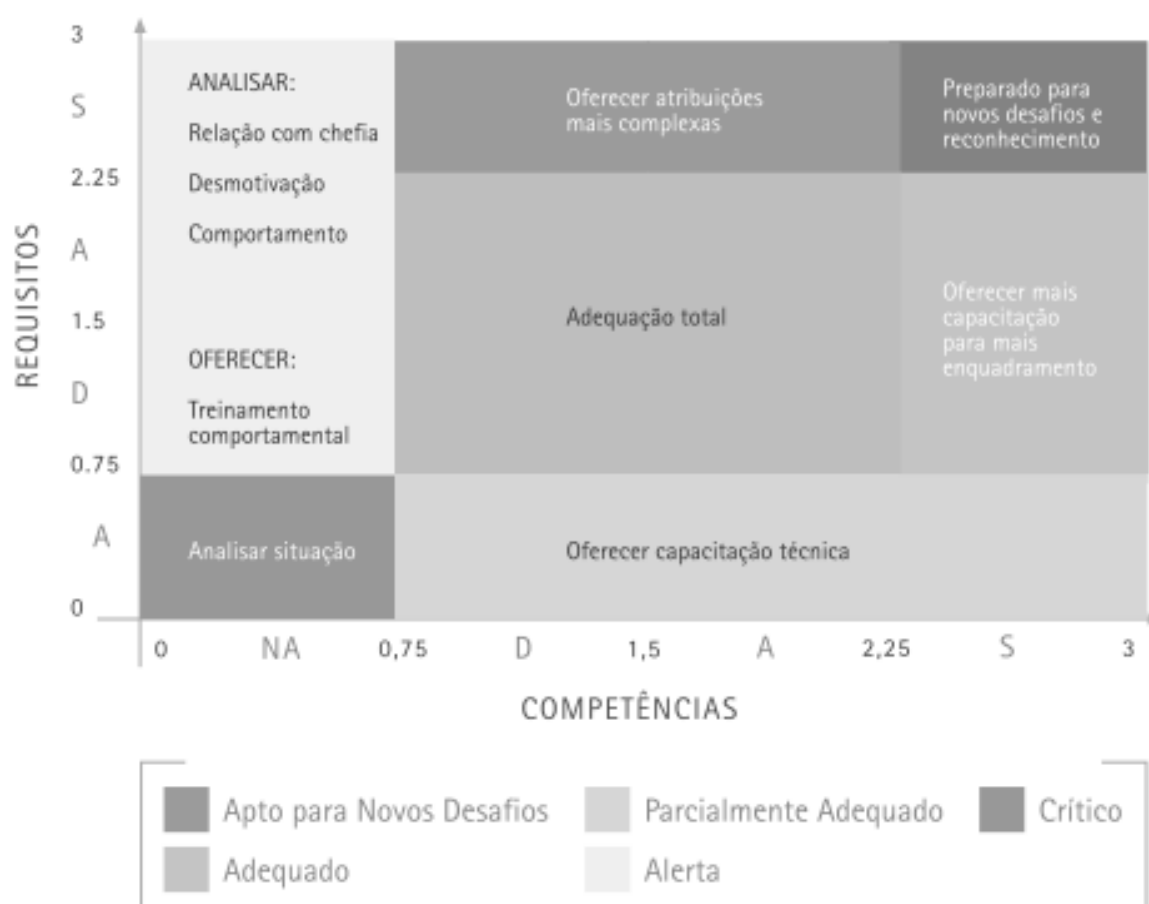 3
S
2.25
A
1.5
D
0.75
A
0
REQUISITOS
ANALISAR:
Relação com chefia
Desmotivação
Comportamento
OFERECER:
Treinamento
comportamental
Oferecer atribuições
mais complexas
Preparado para
novos desafios e
reconhecimento
Adequação total
Oferecer mais
capacitação
para mais
enquadramento
Analisar situação
Oferecer capacitação técnica
0 NA 0,75 D 1,5 A 2,25 S 3
COMPETÊNCIAS
Apto para Novos Desafios
Parcialmente Adequado
Crítico
Adequado
Alerta